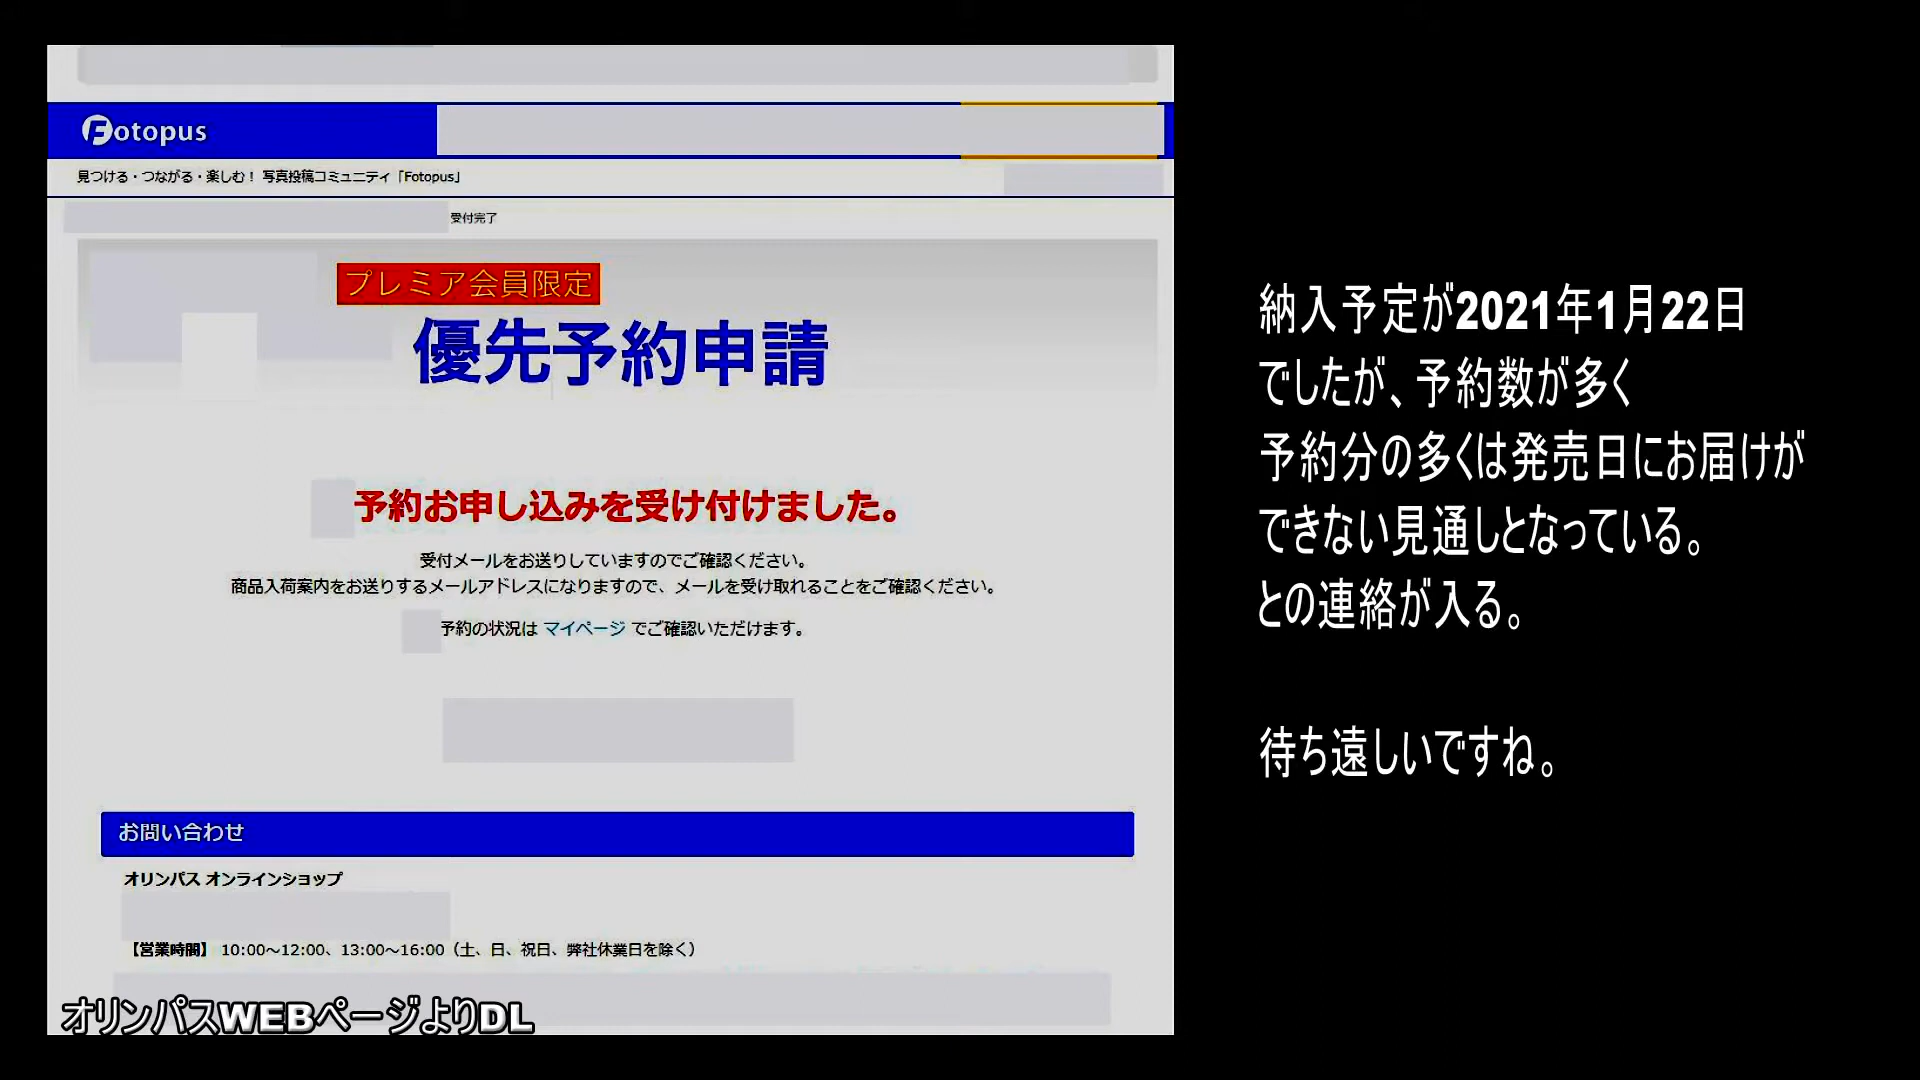 Fotopus
見つける・つながる・楽しむ！ 写真投稿コミュニティ「Fotopus」
受付完了
プレミア会員限定
優先予約申請
予約お申し込みを受け付けました。
受付メールをお送りしていますのでご確認ください。
商品入荷案内をお送りするメールアドレスになりますので、メールを受け取れることをご確認ください。
予約の状況は マイページ でご確認いただけます。
お問い合わせ
オリンパス オンラインショップ
【営業時間】 10:00～12:00、13:00～16:00（土、日、祝日、弊社休業日を除く）
オリンパスWEBページよりDL
納入予定が2021年1月22日
でしたが、予約数が多く
予約分の多くは発売日にお届けが
できない見通しとなっている。
との連絡が入る。
待ち遠しいですね。